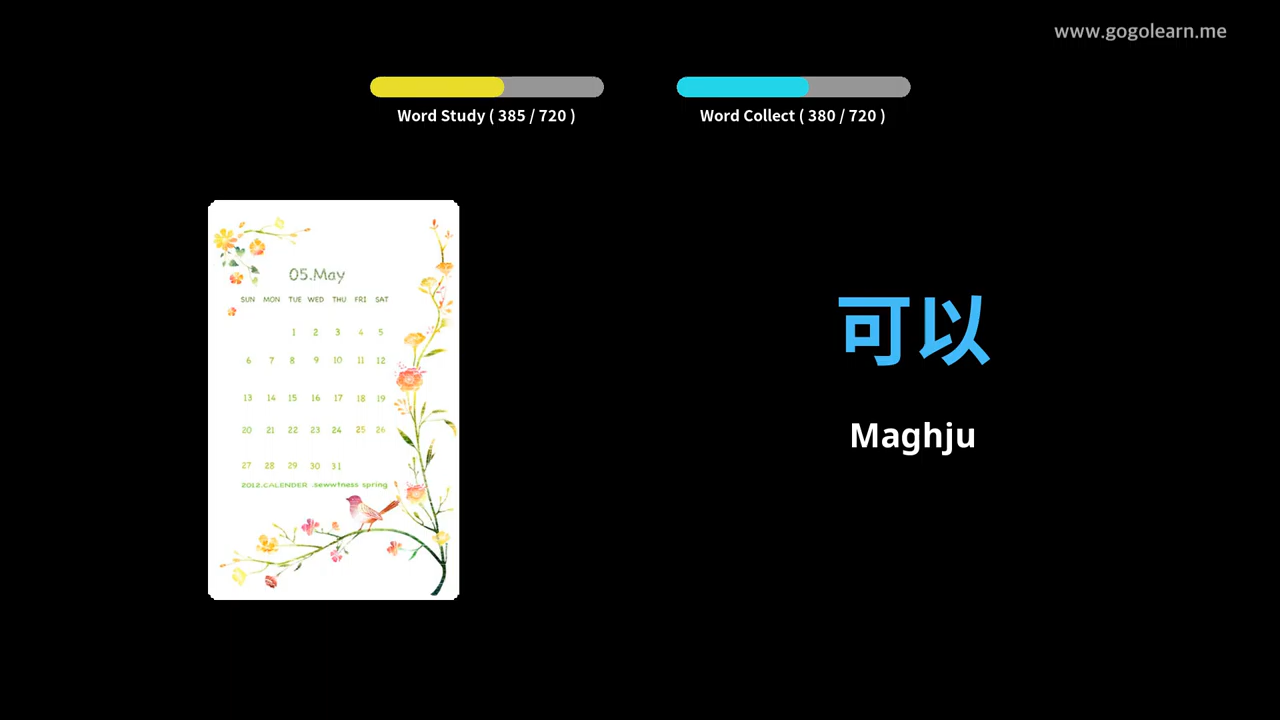 www.gogolearn.me
Word Study ( 385 / 720 )
Word Collect ( 380 / 720 )
05.May
SUN MON TUE WED THU FRI SAT
1 2 3 4 5
6 7 8 9 10 11 12
13 14 15 16 17 18 19
20 21 22 23 24 25 26
27 28 29 30 31
2012.CALENDER .sewwtness spring
可以
Maghju